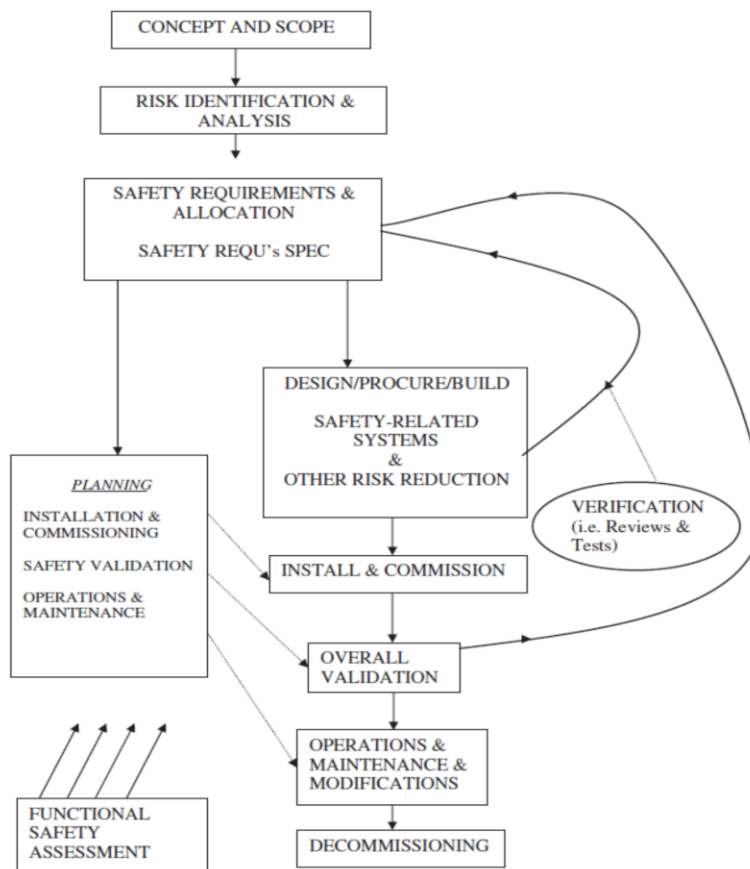 CONCEPT AND SCOPE
RISK IDENTIFICATION &
ANALYSIS
SAFETY REQUIREMENTS &
ALLOCATION
SAFETY REQU's SPEC
DESIGN/PROCURE/BUILD
SAFETY-RELATED
SYSTEMS
&
OTHER RISK REDUCTION
PLANNING
INSTALLATION &
COMMISSIONING
SAFETY VALIDATION
OPERATIONS &
MAINTENANCE
VERIFICATION
(i.e. Reviews &
Tests)
INSTALL & COMMISSION
OVERALL
VALIDATION
OPERATIONS &
MAINTENANCE &
MODIFICATIONS
FUNCTIONAL
SAFETY
ASSESSMENT
DECOMMISSIONING